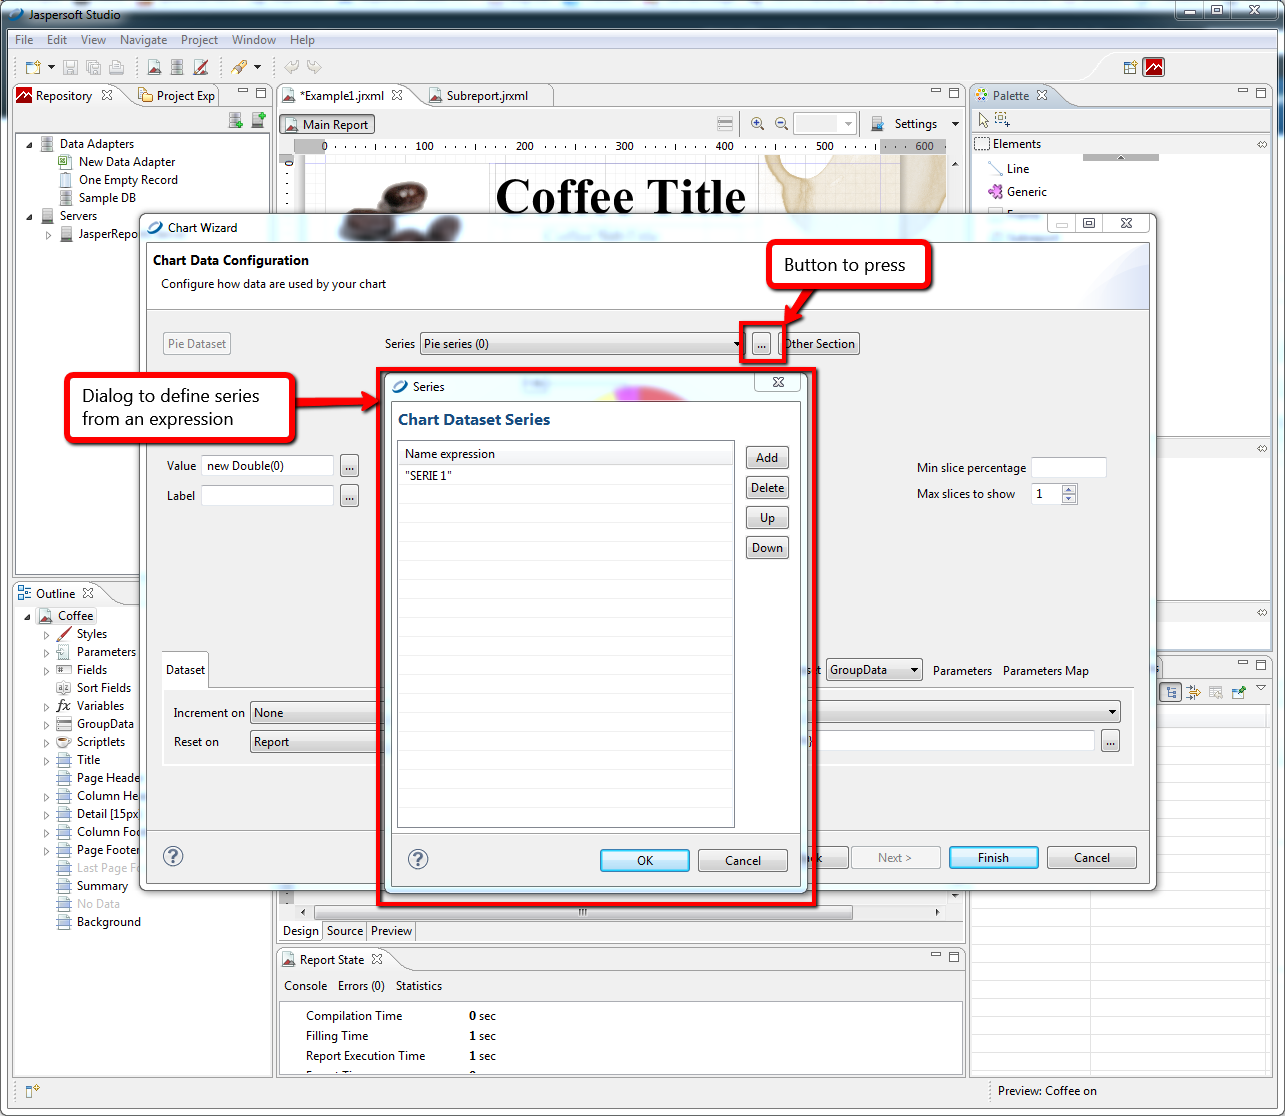 Jaspersoft Studio
File Edit View Navigate Project Window Help
Repository
Project Exp
*Example1.jrxml
Subreport.jrxml
Palette
Main Report
Settings
0 100 200 300 400 500 600
Elements
Line
Generic
Data Adapters
New Data Adapter
One Empty Record
Sample DB
Servers
JasperRepo
Coffee Title
Chart Wizard
Chart Data Configuration
Configure how data are used by your chart
Button to press
Pie Dataset
Series Pie series (0) ... Other Section
Dialog to define series
from an expression
Series
Chart Dataset Series
Name expression
"SERIE 1"
Add
Delete
Up
Down
Value new Double(0) ...
Label ...
Min slice percentage
Max slices to show 1
Outline
Coffee
Styles
Parameters
Fields
Sort Fields
Variables
GroupData
Scriptlets
Title
Page Heade
Column He
Detail [15px
Column Foo
Page Footer
Last Page Fo
Summary
No Data
Background
Dataset
GroupData Parameters Parameters Map
Increment on None
Reset on Report
...
OK Cancel
Next > Finish Cancel
Design Source Preview
Report State
Console Errors (0) Statistics
Compilation Time 0 sec
Filling Time 1 sec
Report Execution Time 1 sec
Preview: Coffee on